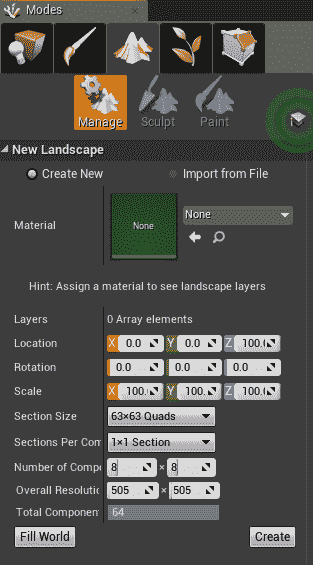 Modes
Manage Sculpt Paint
New Landscape
Create New Import from File
Material None None
Hint: Assign a material to see landscape layers
Layers 0 Array elements
Location X 0.0 Y 0.0 Z 100.0
Rotation 0.0 0.0 0.0
Scale 100. 100. 100.
Section Size 63×63 Quads
Sections Per Com 1×1 Section
Number of Compo 8 × 8
Overall Resolutio 505 × 505
Total Component 64
Fill World Create